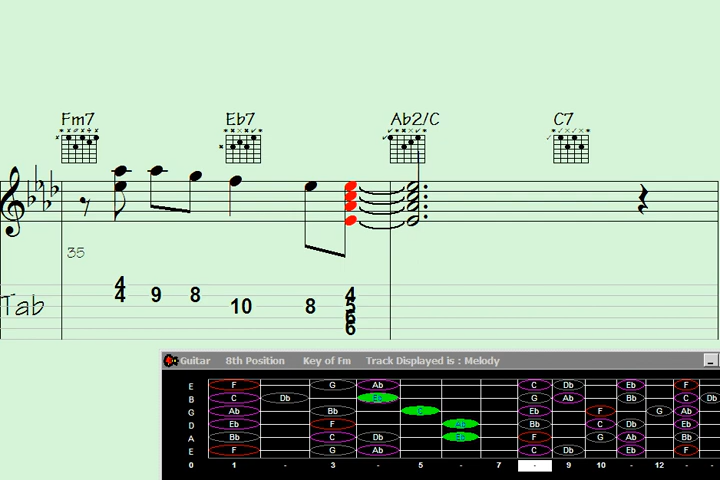 Fm7 Eb7 Ab2/C C7
35
Tab
4 4
4 9 8 10 8 5
6
6
Guitar 8th Position Key of Fm Track Displayed is : Melody
E F G Ab C Db Eb F
B C Db Eb G Ab Bb C Db
G Ab Bb C Eb F G Ab
D F G Ab Bb C Eb
A Bb C Db Eb F G Bb
E F G Ab C Db Eb F
0 1 - 3 - 5 - 7 - 9 10 - 12 - -